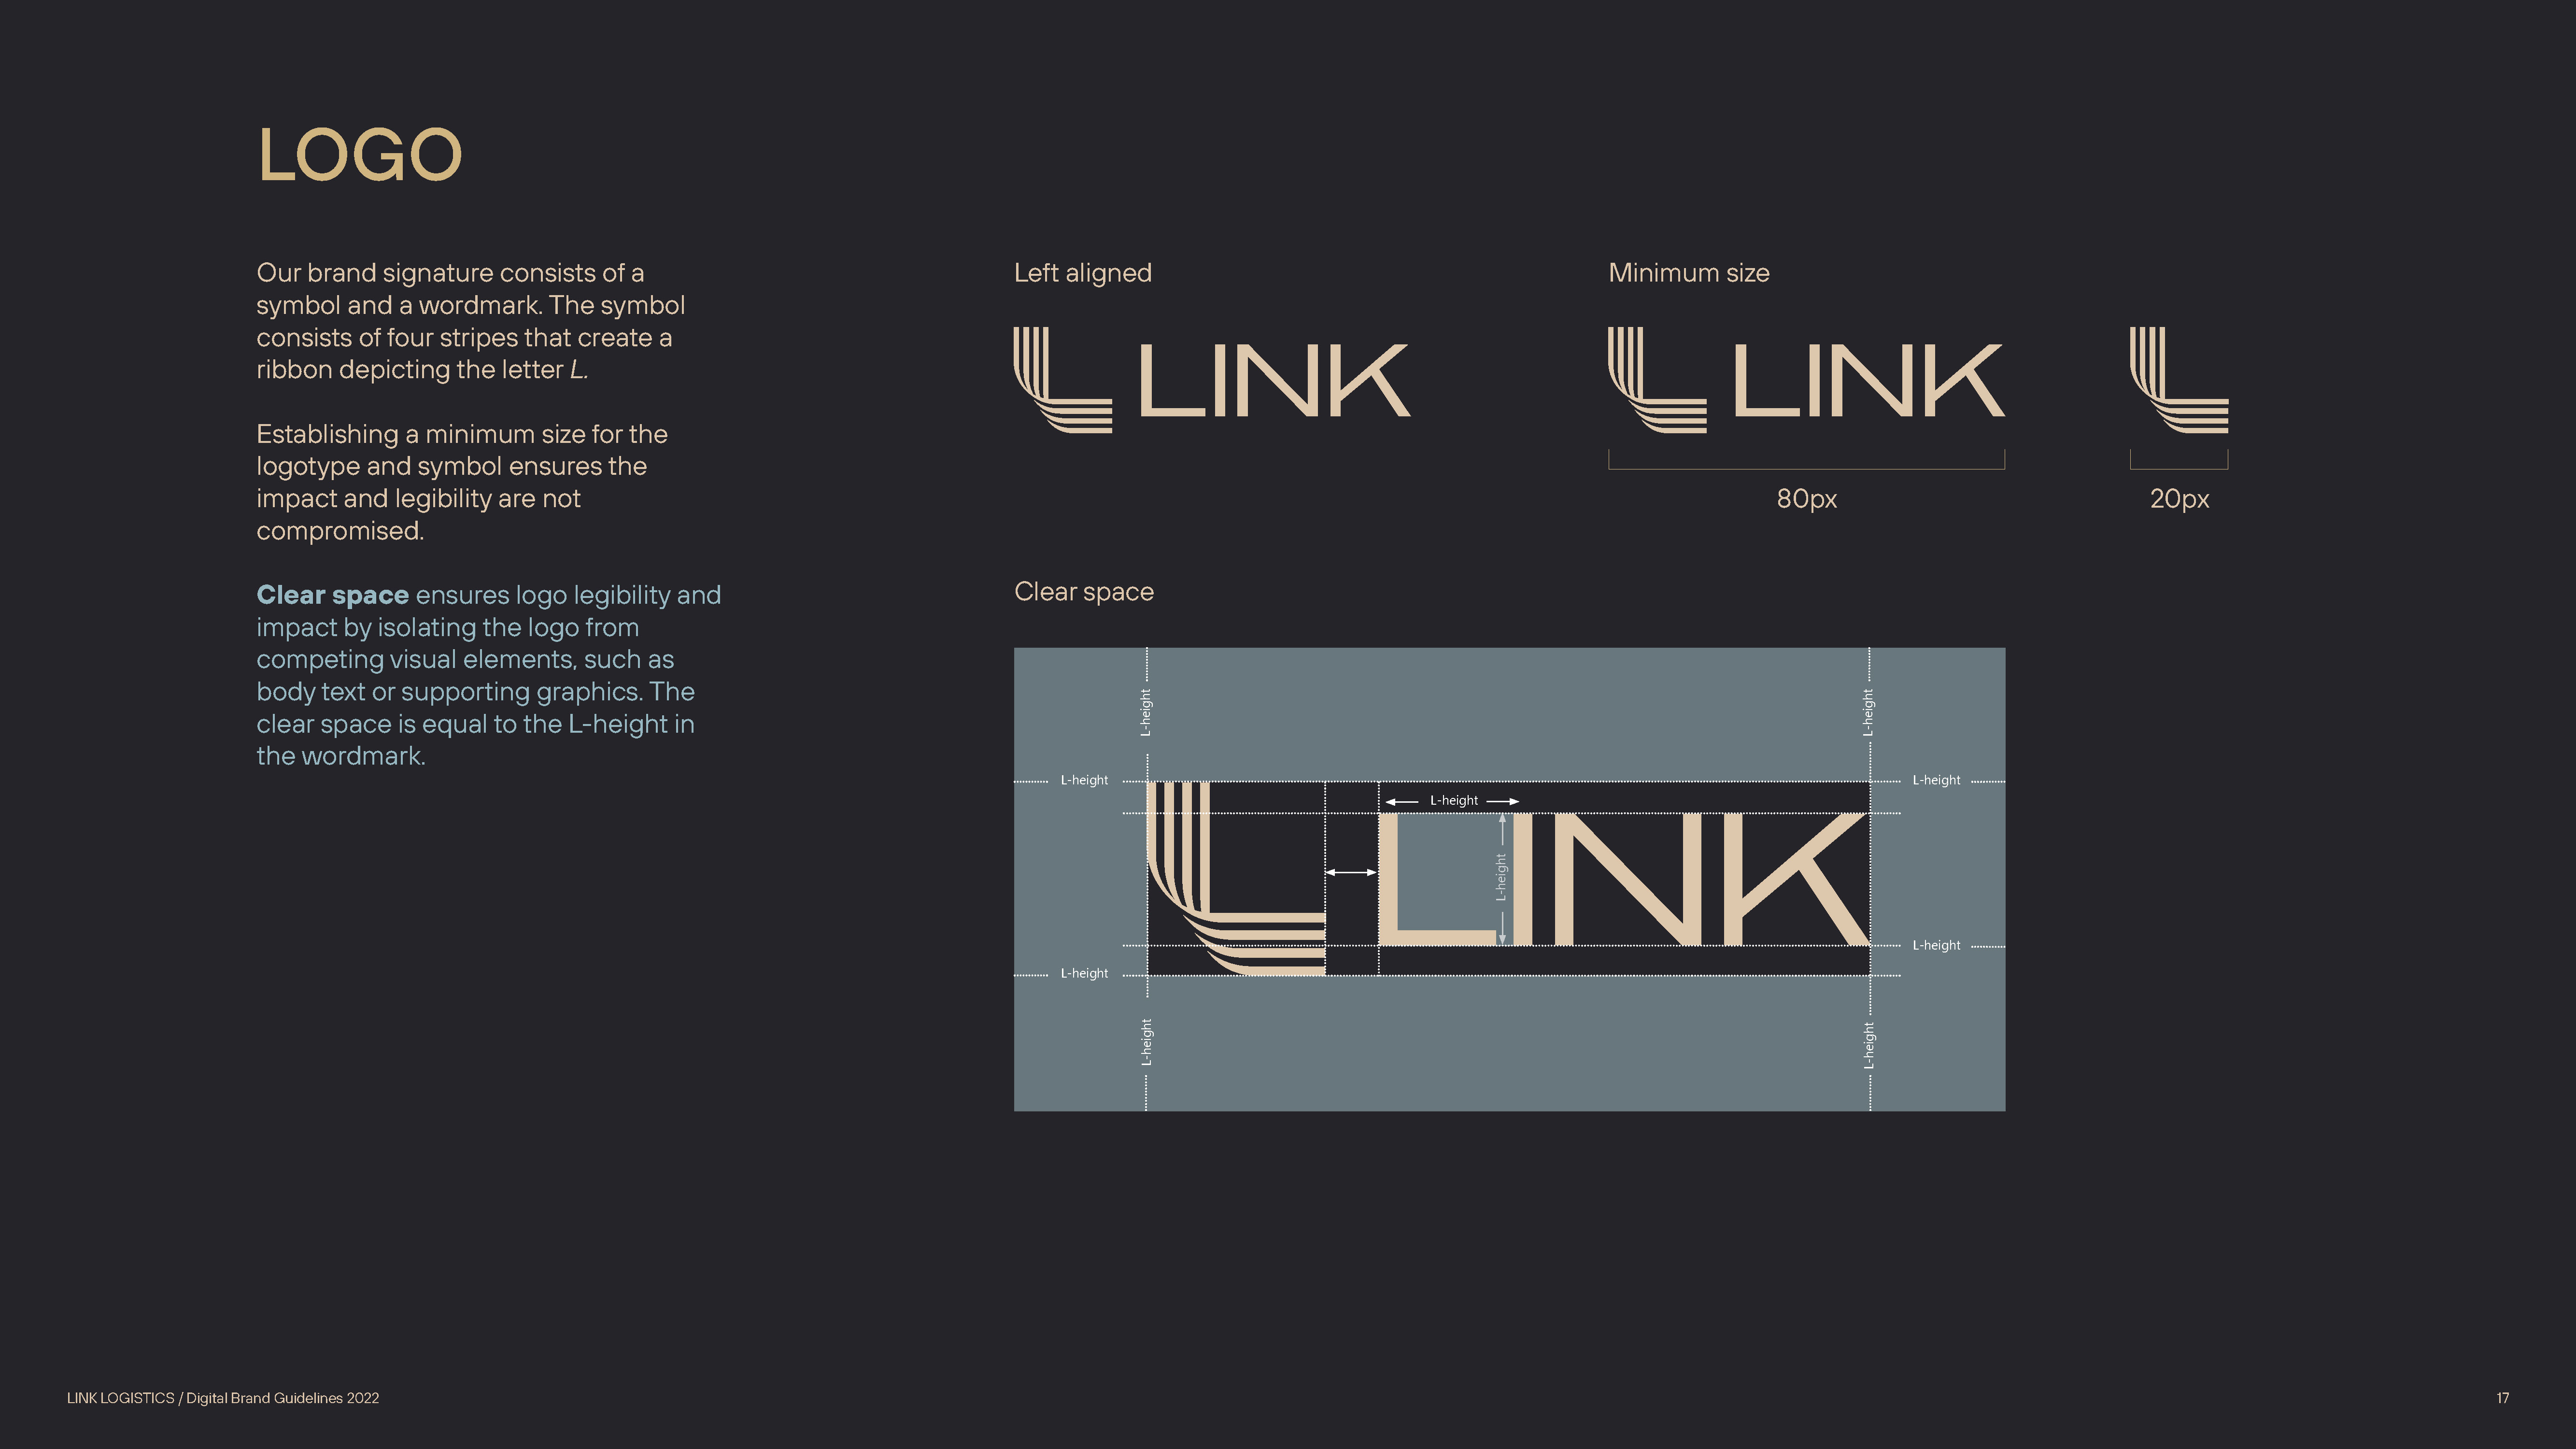 LOGO
Our brand signature consists of a
symbol and a wordmark. The symbol
consists of four stripes that create a
ribbon depicting the letter L.
Establishing a minimum size for the
logotype and symbol ensures the
impact and legibility are not
compromised.
Clear space ensures logo legibility and
impact by isolating the logo from
competing visual elements, such as
body text or supporting graphics. The
clear space is equal to the L-height in
the wordmark.
Left aligned
LINK
Minimum size
LINK
80px
20px
Clear space
L-height
L-height
L-height
L-height
L-height
L-height
LINK
L-height
L-height
L-height
L-height
LINK LOGISTICS / Digital Brand Guidelines 2022
17